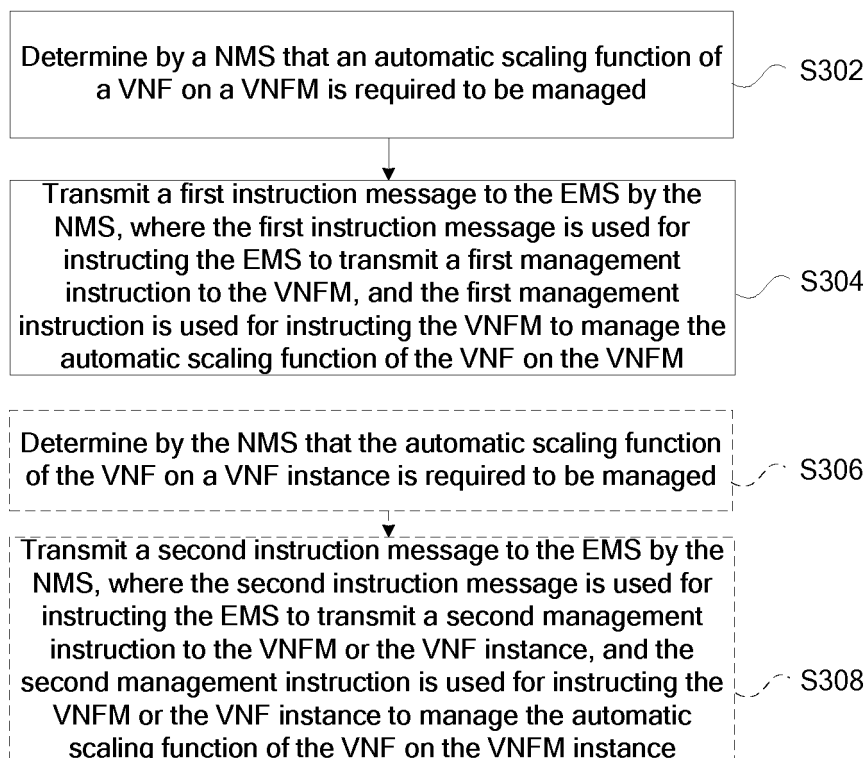 Determine by a NMS that an automatic scaling function of
a VNF on a VNFM is required to be managed
S302
Transmit a first instruction message to the EMS by the
NMS, where the first instruction message is used for
instructing the EMS to transmit a first management
instruction to the VNFM, and the first management
instruction is used for instructing the VNFM to manage the
automatic scaling function of the VNF on the VNFM
S304
Determine by the NMS that the automatic scaling function
of the VNF on a VNF instance is required to be managed
S306
Transmit a second instruction message to the EMS by the
NMS, where the second instruction message is used for
instructing the EMS to transmit a second management
instruction to the VNFM or the VNF instance, and the
second management instruction is used for instructing the
VNFM or the VNF instance to manage the automatic
scaling function of the VNF on the VNFM instance
S308